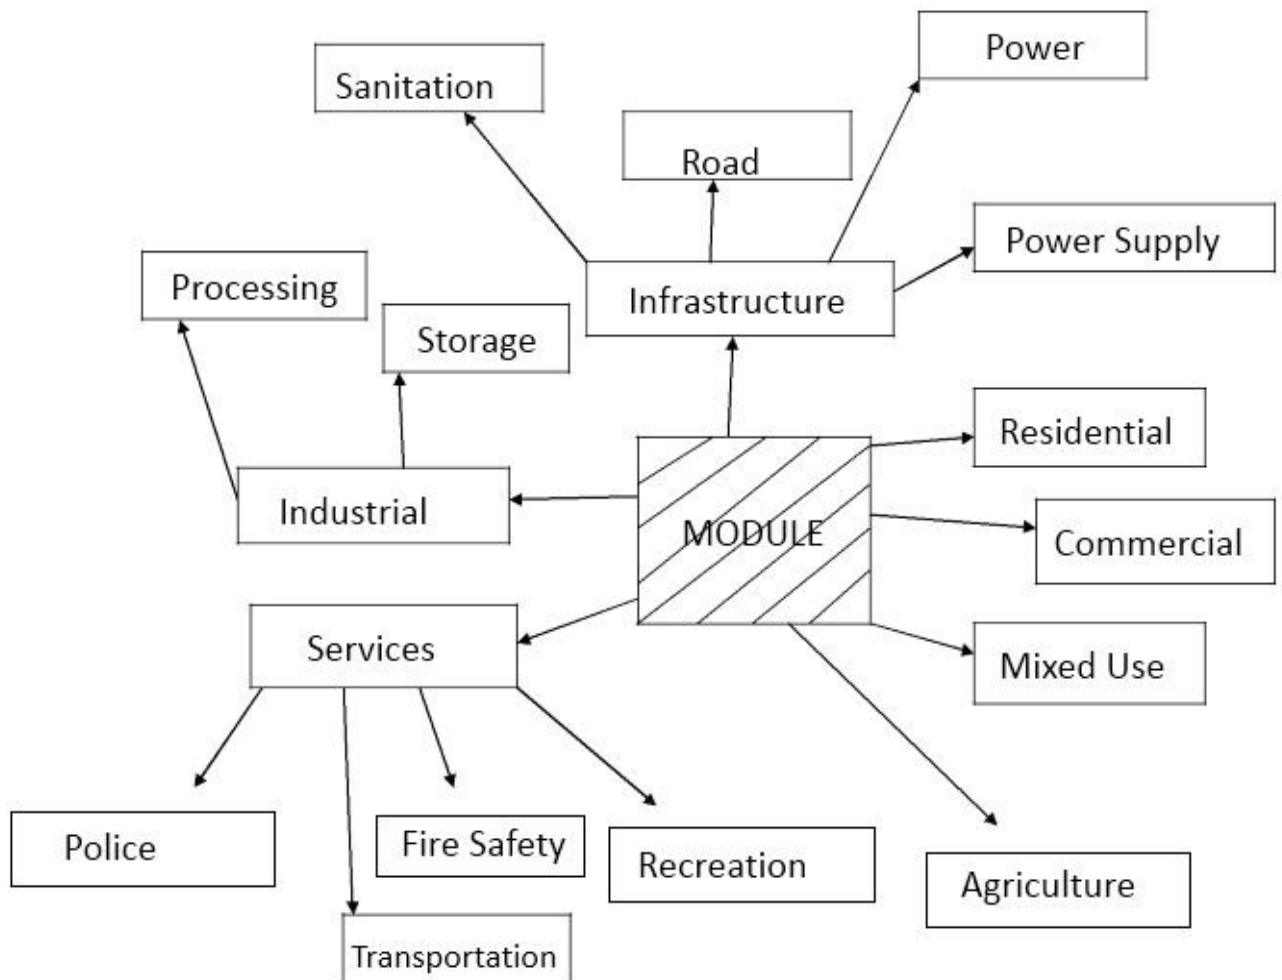 Power
Sanitation
Road
Power Supply
Processing
Infrastructure
Storage
Residential
Industrial
MODULE
Commercial
Services
Mixed Use
Police
Fire Safety
Recreation
Agriculture
Transportation